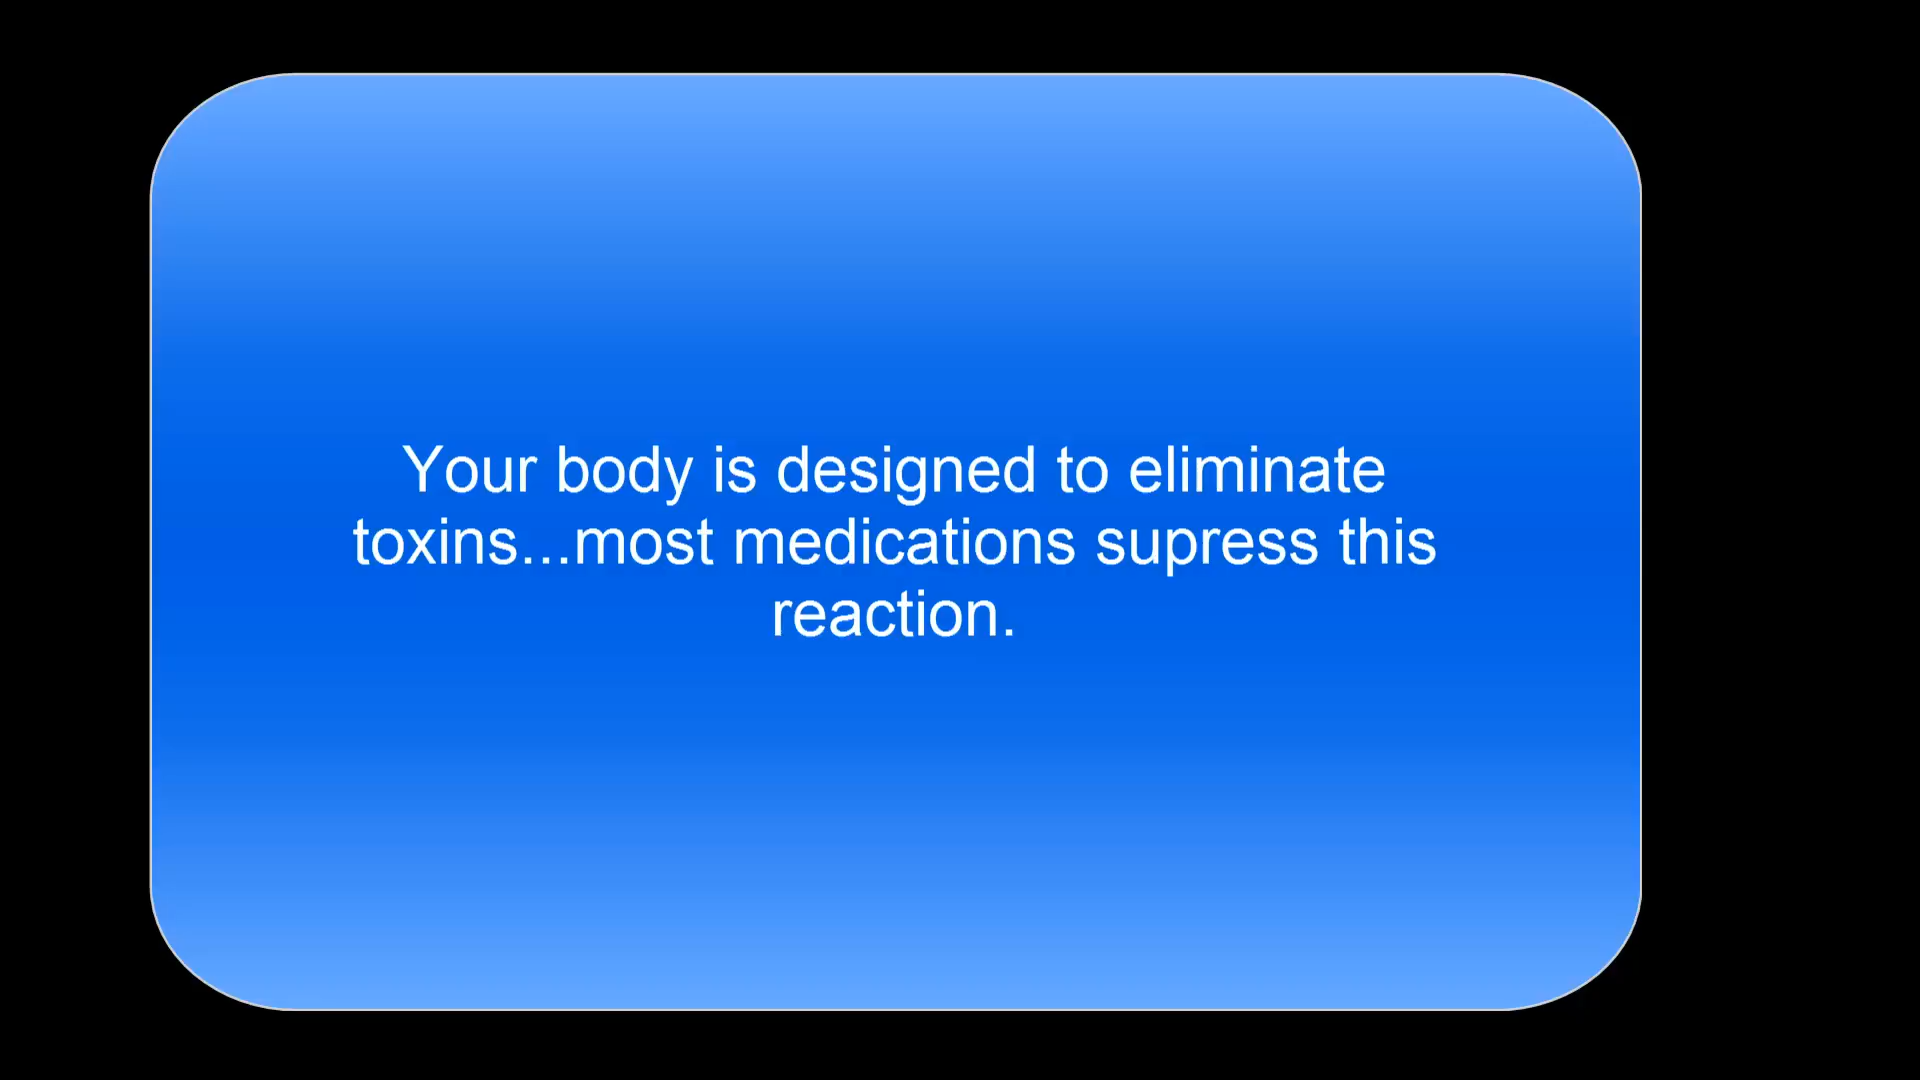 Your body is designed to eliminate
toxins...most medications supress this
reaction.